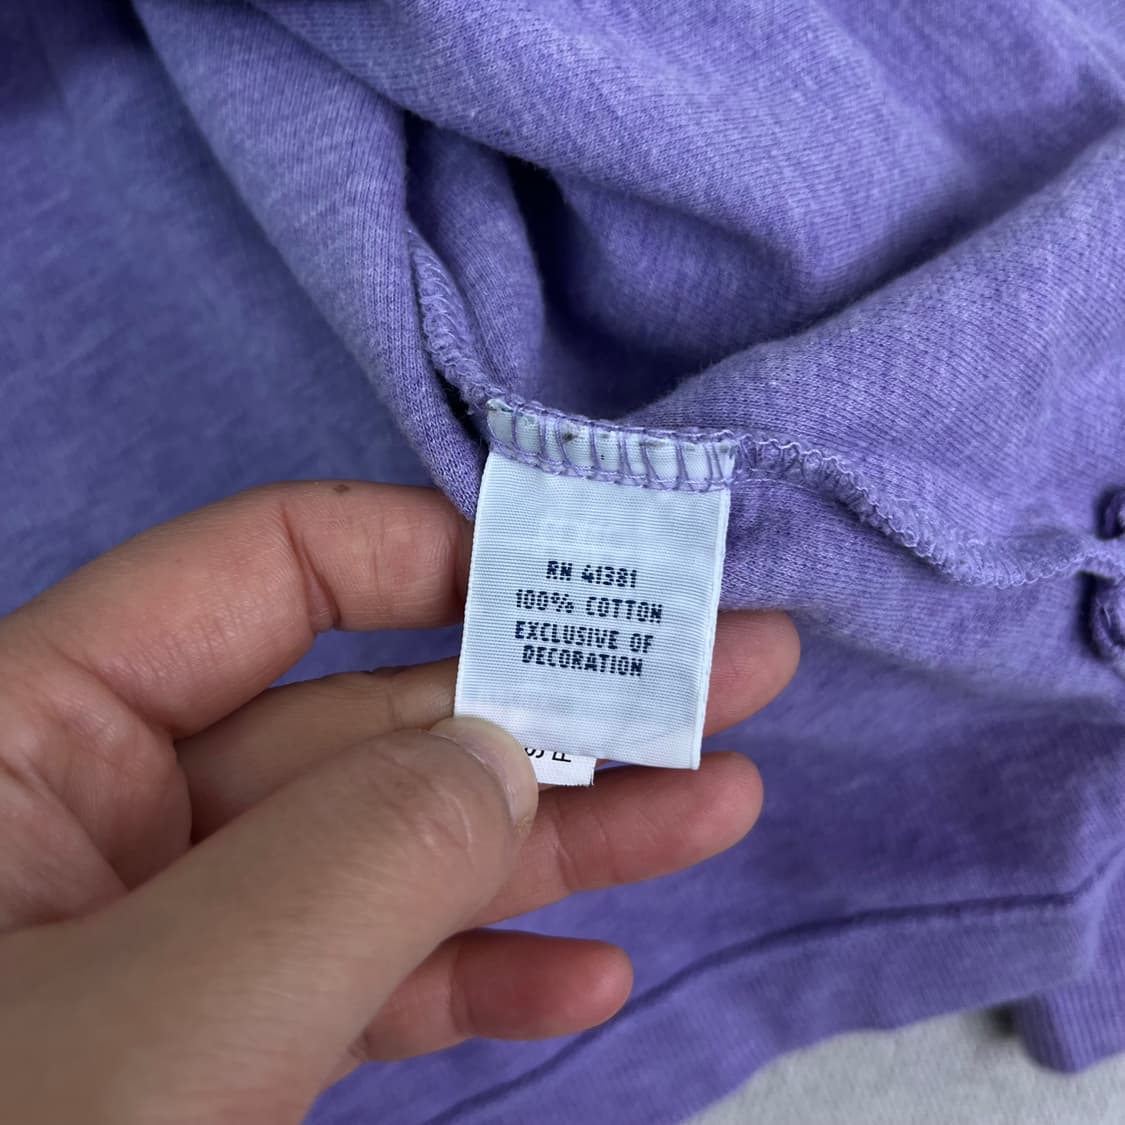 RN 41381
100% COTTON
EXCLUSIVE OF
DECORATION